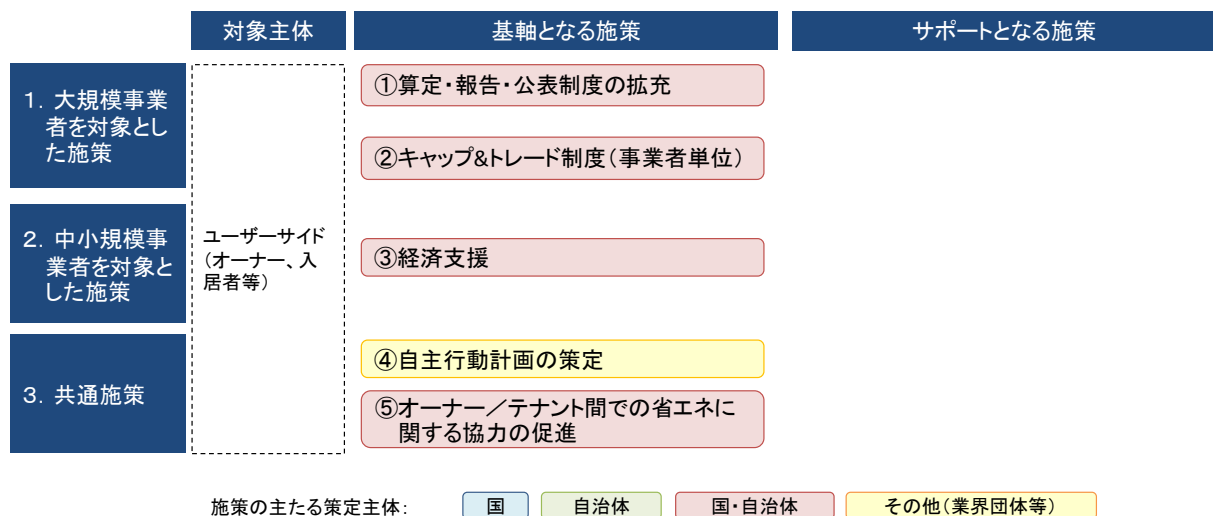 対象主体
基軸となる施策
サポートとなる施策
1．大規模事業
者を対象とし
た施策
①算定・報告・公表制度の拡充
②キャップ&トレード制度（事業者単位）
2．中小規模事
業者を対象と
した施策
ユーザーサイド
（オーナー、入
居者等）
③経済支援
3．共通施策
④自主行動計画の策定
⑤オーナー／テナント間での省エネに
関する協力の促進
施策の主たる策定主体：
国
自治体
国・自治体
その他（業界団体等）